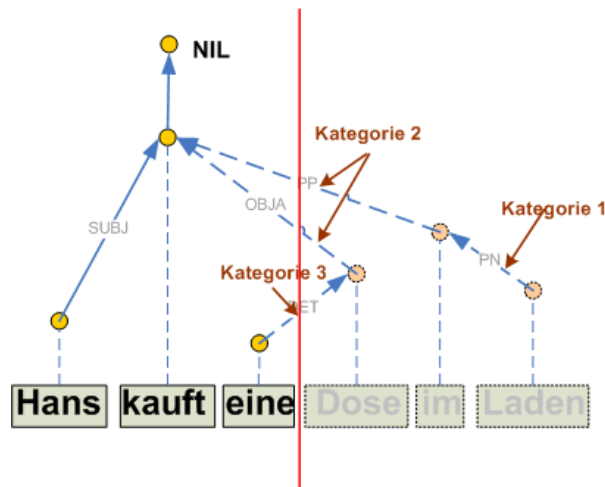 NIL
Kategorie 2
PP
OBJA
Kategorie 1
SUBJ
PN
Kategorie 3
DET
Hans kauft eine Dose im Laden